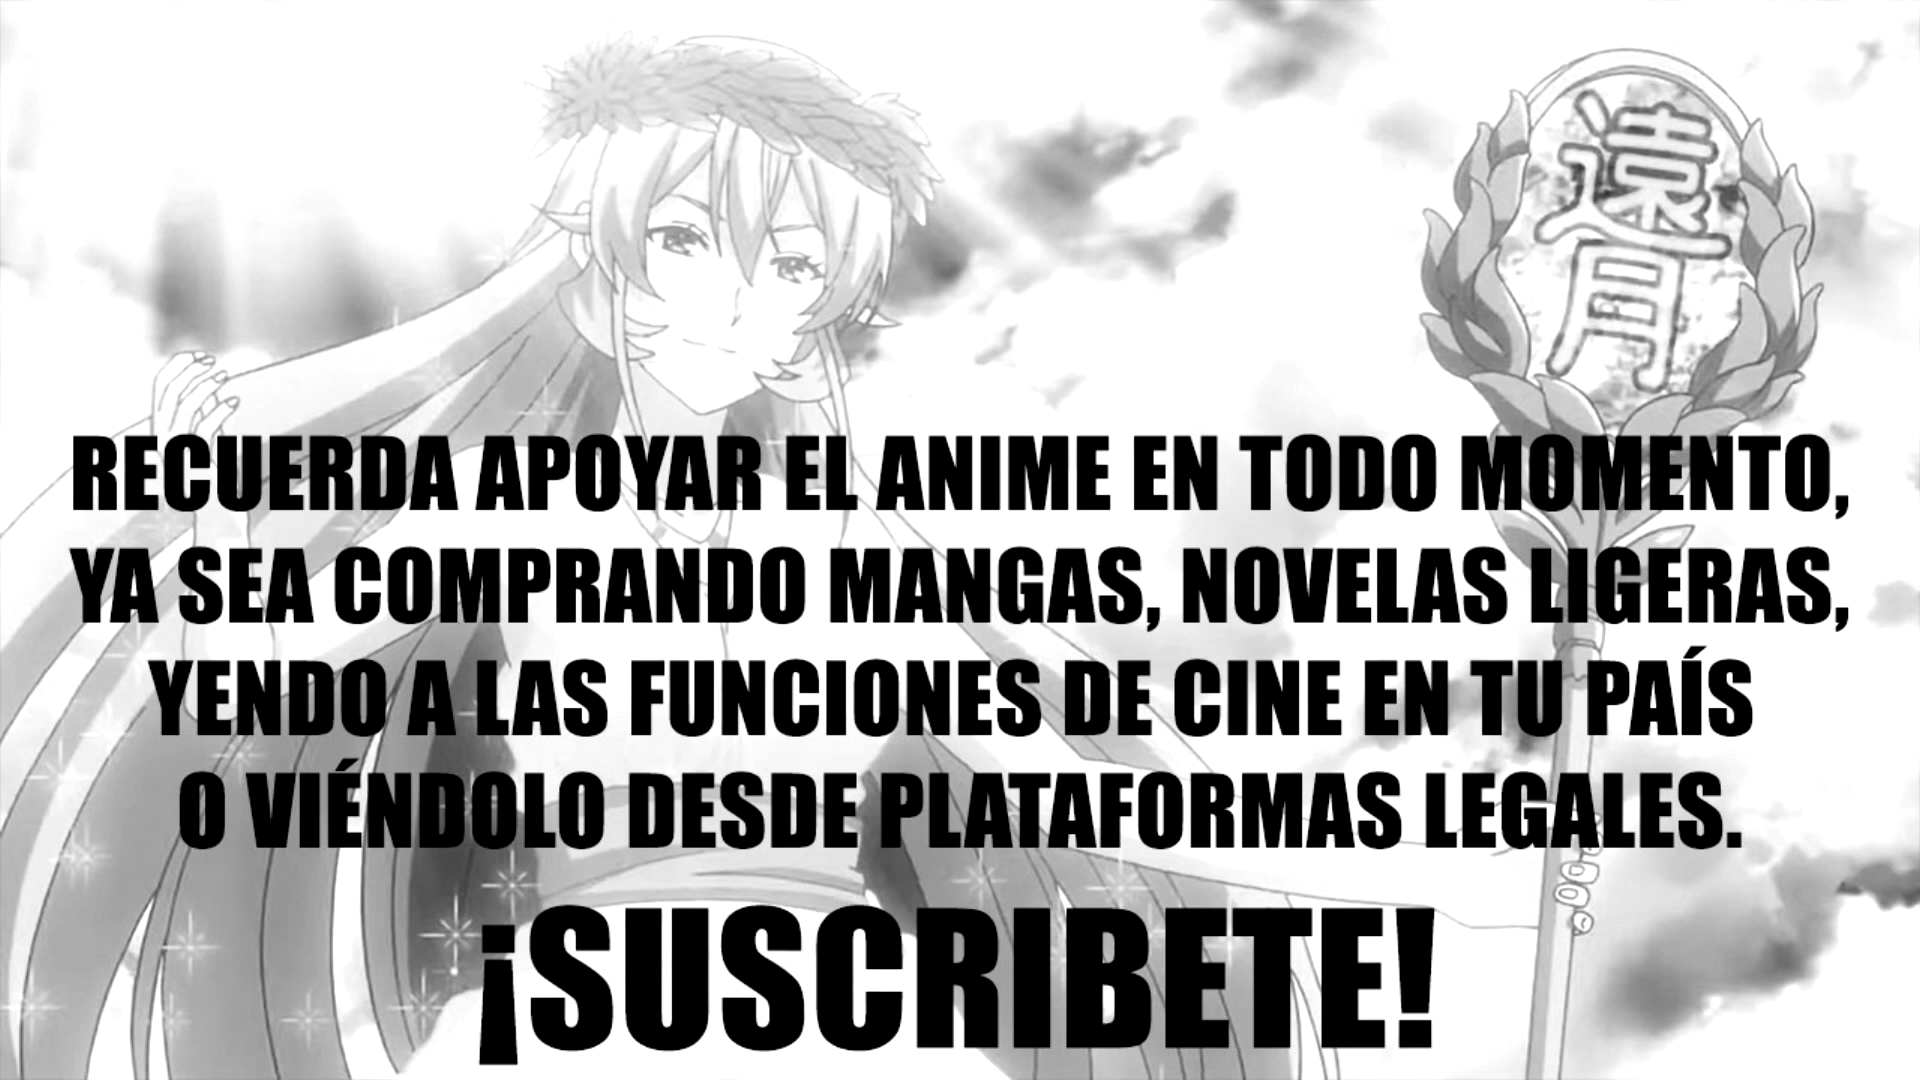 遠月
RECUERDA APOYAR EL ANIME EN TODO MOMENTO,
YA SEA COMPRANDO MANGAS, NOVELAS LIGERAS,
YENDO A LAS FUNCIONES DE CINE EN TU PAÍS
O VIÉNDOLO DESDE PLATAFORMAS LEGALES.
¡SUSCRIBETE!